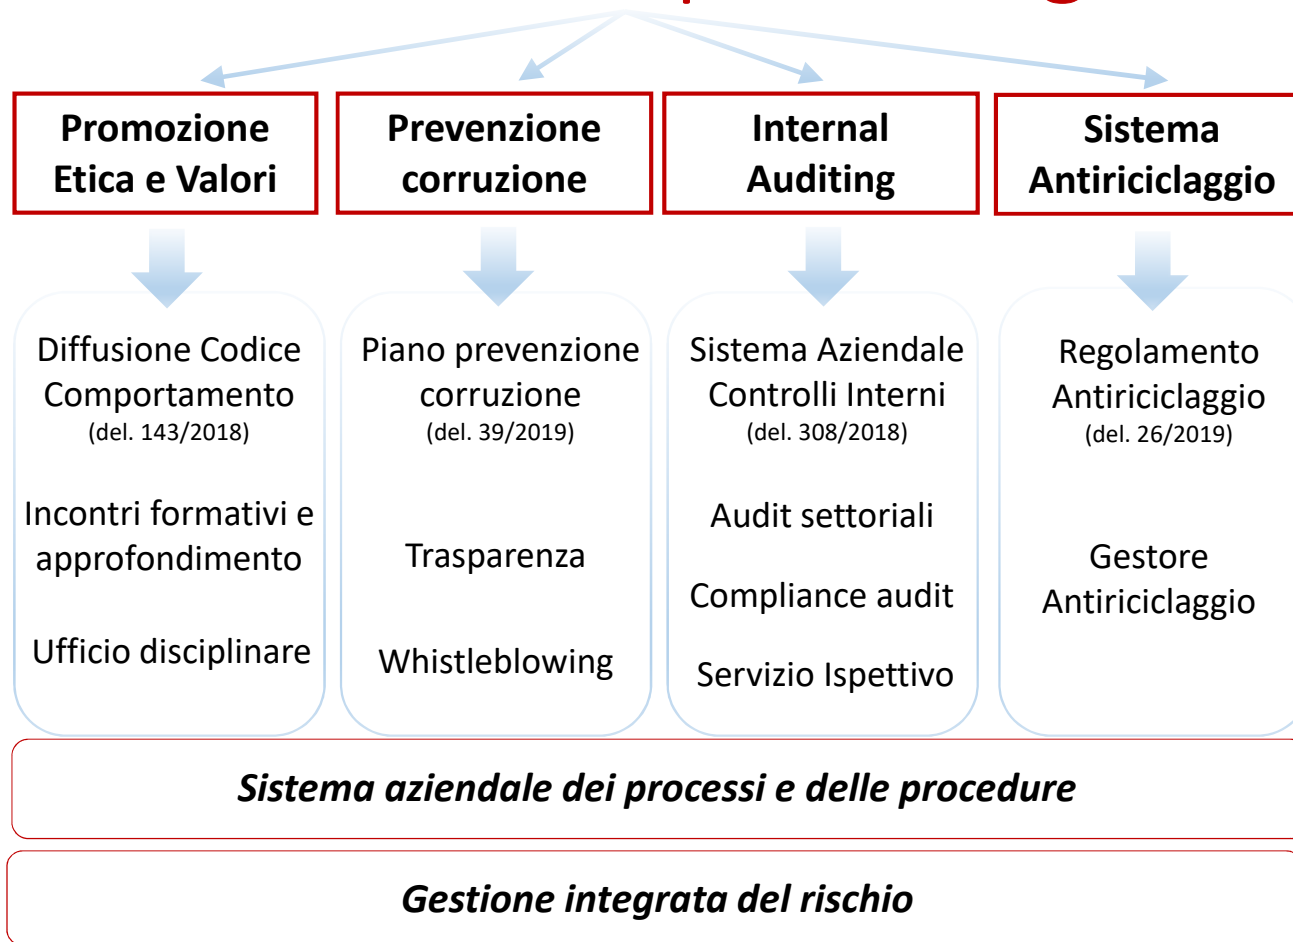 Promozione
Etica e Valori
Prevenzione
corruzione
Internal
Auditing
Sistema
Antiriciclaggio
Diffusione Codice
Comportamento
(del. 143/2018)
Incontri formativi e
approfondimento
Ufficio disciplinare
Piano prevenzione
corruzione
(del. 39/2019)
Trasparenza
Whistleblowing
Sistema Aziendale
Controlli Interni
(del. 308/2018)
Audit settoriali
Compliance audit
Servizio Ispettivo
Regolamento
Antiriciclaggio
(del. 26/2019)
Gestore
Antiriciclaggio
Sistema aziendale dei processi e delle procedure
Gestione integrata del rischio